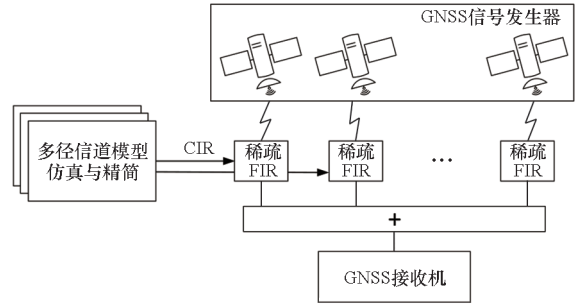 GNSS信号发生器
多径信道模型
仿真与精简
CIR
稀疏
FIR
稀疏
FIR
...
稀疏
FIR
+
GNSS接收机